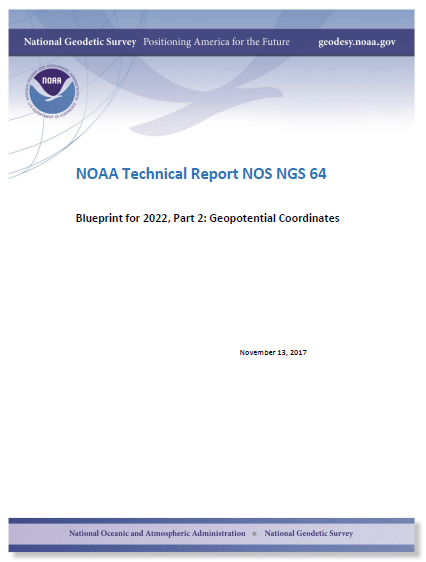 National Geodetic Survey Positioning America for the Future geodesy.noaa.gov
NOAA
NOAA Technical Report NOS NGS 64
Blueprint for 2022, Part 2: Geopotential Coordinates
November 13, 2017
National Oceanic and Atmospheric Administration • National Geodetic Survey